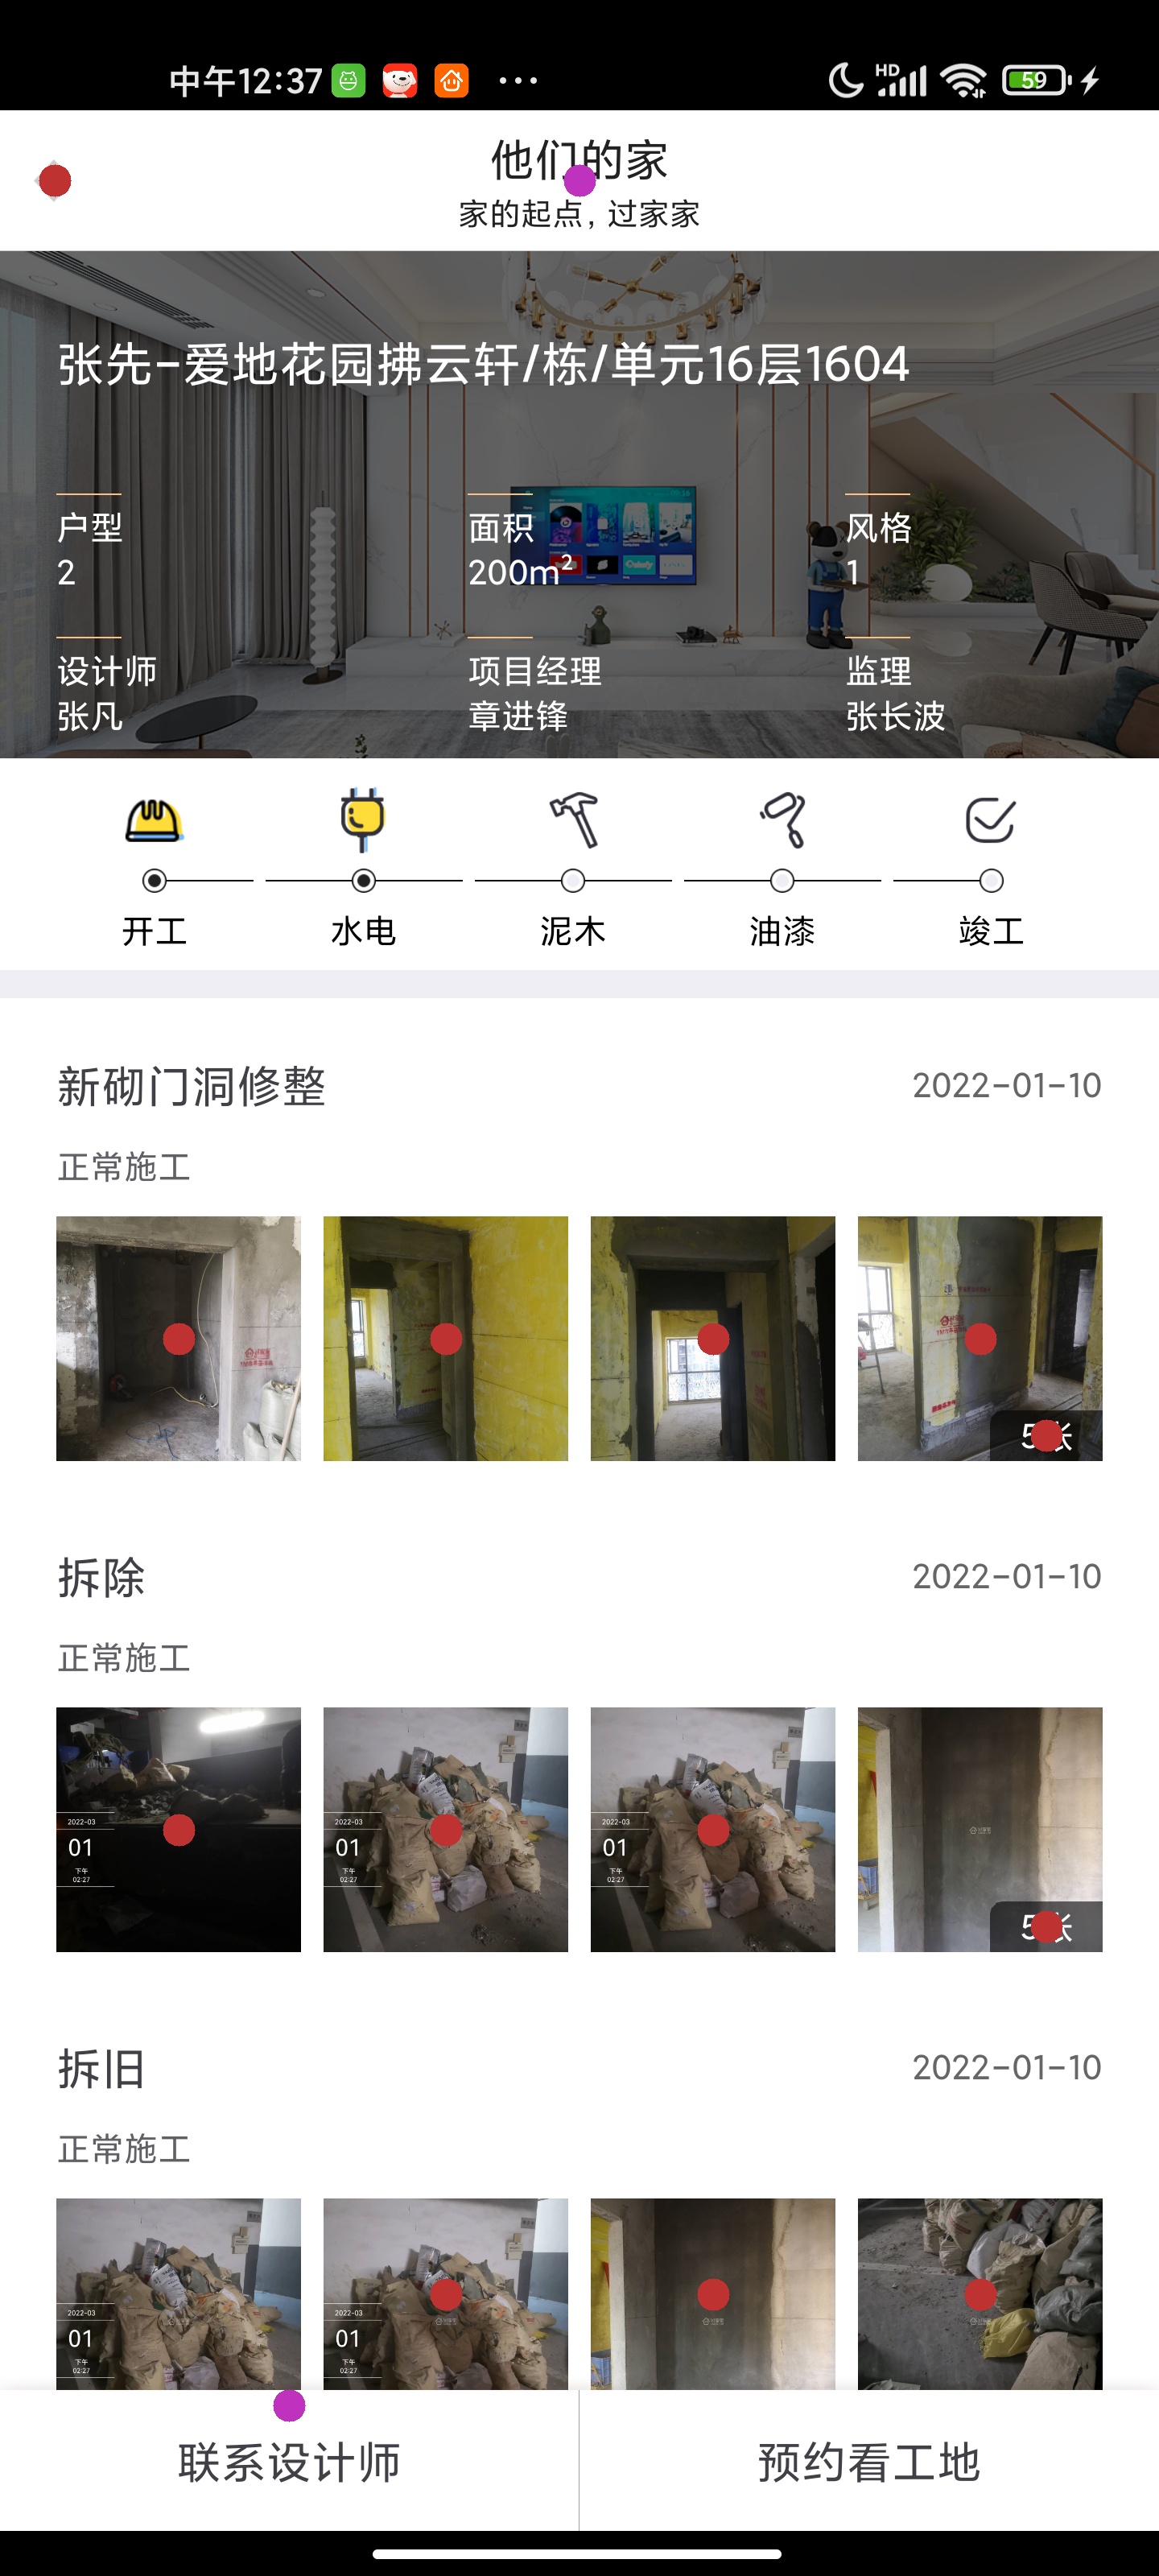 中午12:37
HD
59
他们的家
家的起点，过家家
张先-爱地花园拂云轩/栋/单元16层1604
户型
2
面积
200m²
风格
1
设计师
张凡
项目经理
章进锋
监理
张长波
开工
水电
泥木
油漆
竣工
新砌门洞修整
2022-01-10
正常施工
拆除
2022-01-10
正常施工
2022-03
01
下午
02:27
2022-03
01
下午
02:27
2022-03
01
下午
02:27
拆旧
2022-01-10
正常施工
2022-03
01
下午
02:27
2022-03
01
下午
02:27
联系设计师
预约看工地